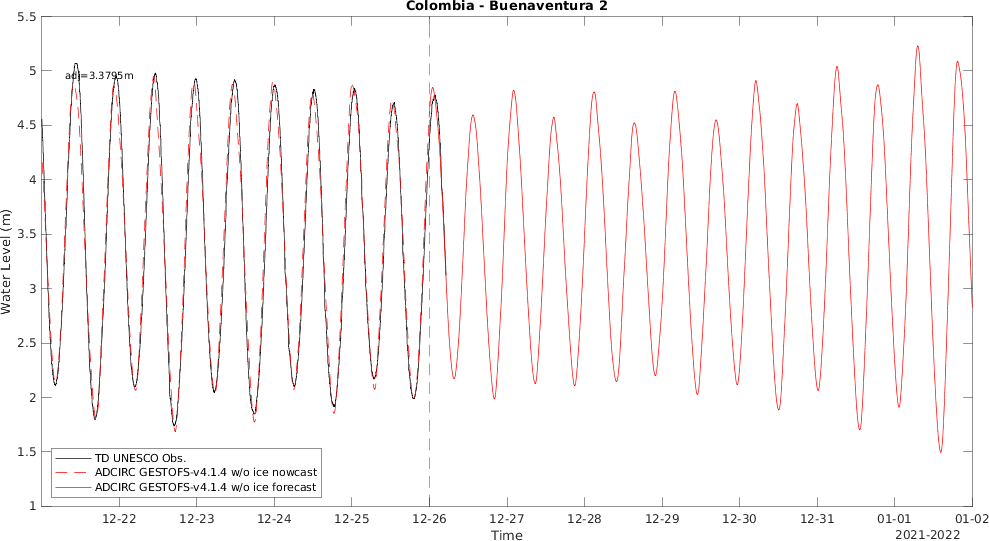 Colombia - Buenaventura 2
5.5
5
4.5
4
3.5
3
2.5
2
1.5
1
Water Level (m)
adj=3.3795m
TD UNESCO Obs.
ADCIRC GESTOFS-v4.1.4 w/o ice nowcast
ADCIRC GESTOFS-v4.1.4 w/o ice forecast
12-22 12-23 12-24 12-25 12-26 12-27 12-28 12-29 12-30 12-31 01-01 01-02
Time
2021-2022